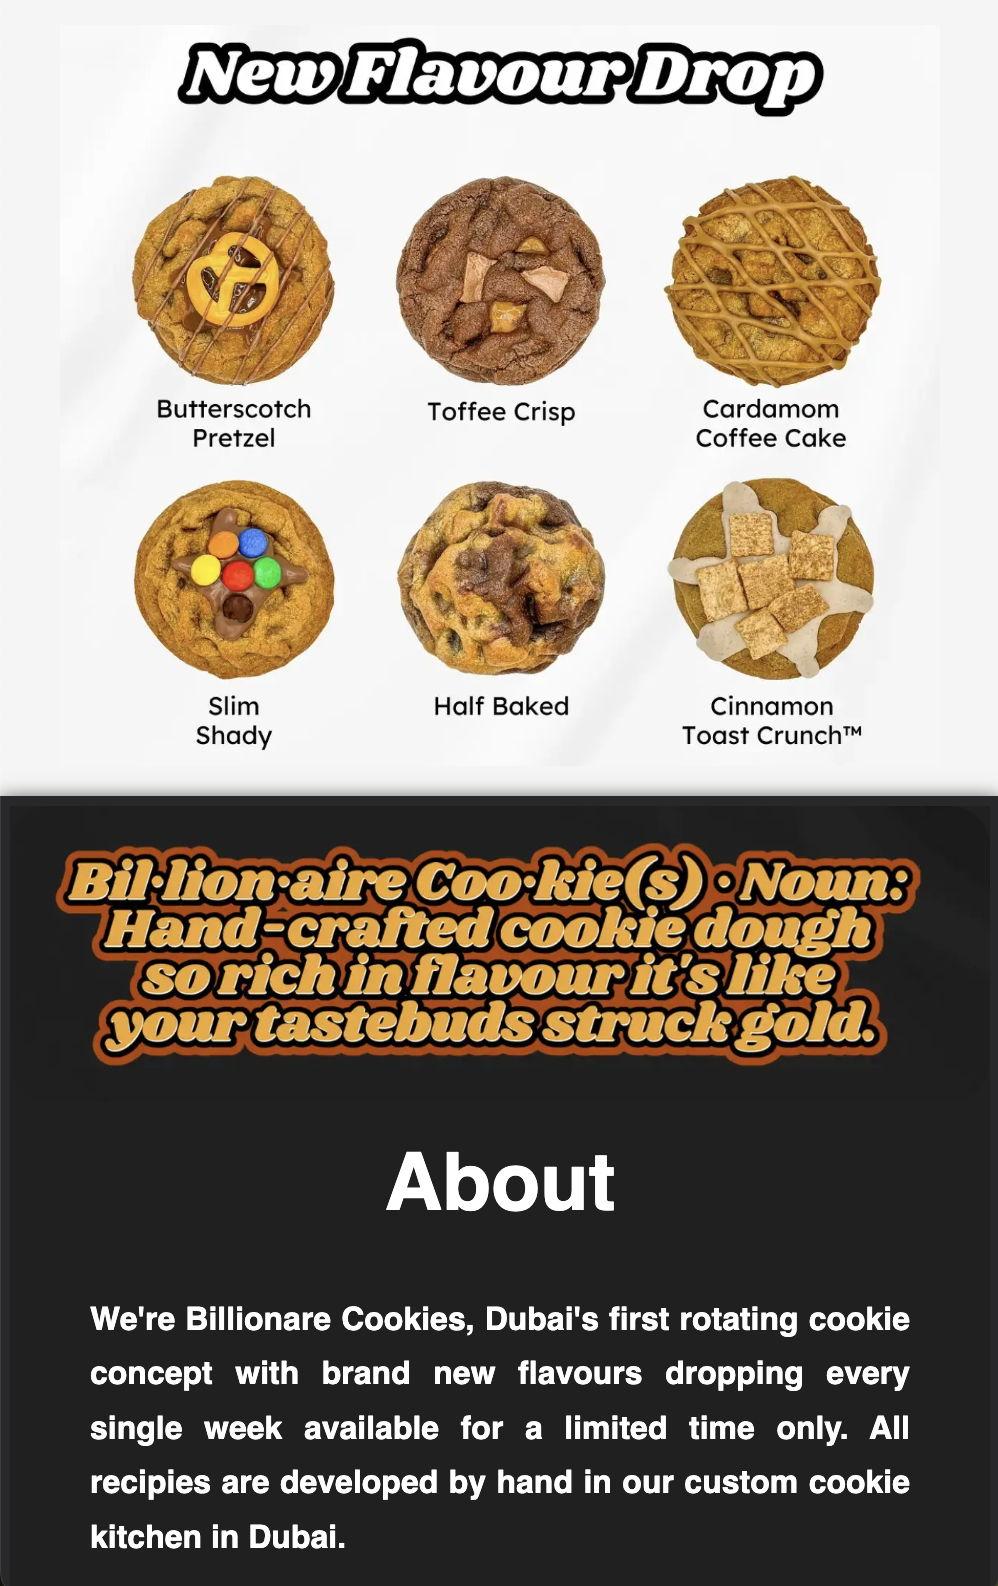 New Flavour Drop
Butterscotch
Pretzel
Toffee Crisp
Cardamom
Coffee Cake
Slim
Shady
Half Baked
Cinnamon
Toast Crunch™
Bil·lion·aire Coo·kie(s) · Noun:
Hand-crafted cookie dough
so rich in flavour it's like
your tastebuds struck gold.
About
We're Billionare Cookies, Dubai's first rotating cookie
concept with brand new flavours dropping every
single week available for a limited time only. All
recipies are developed by hand in our custom cookie
kitchen in Dubai.